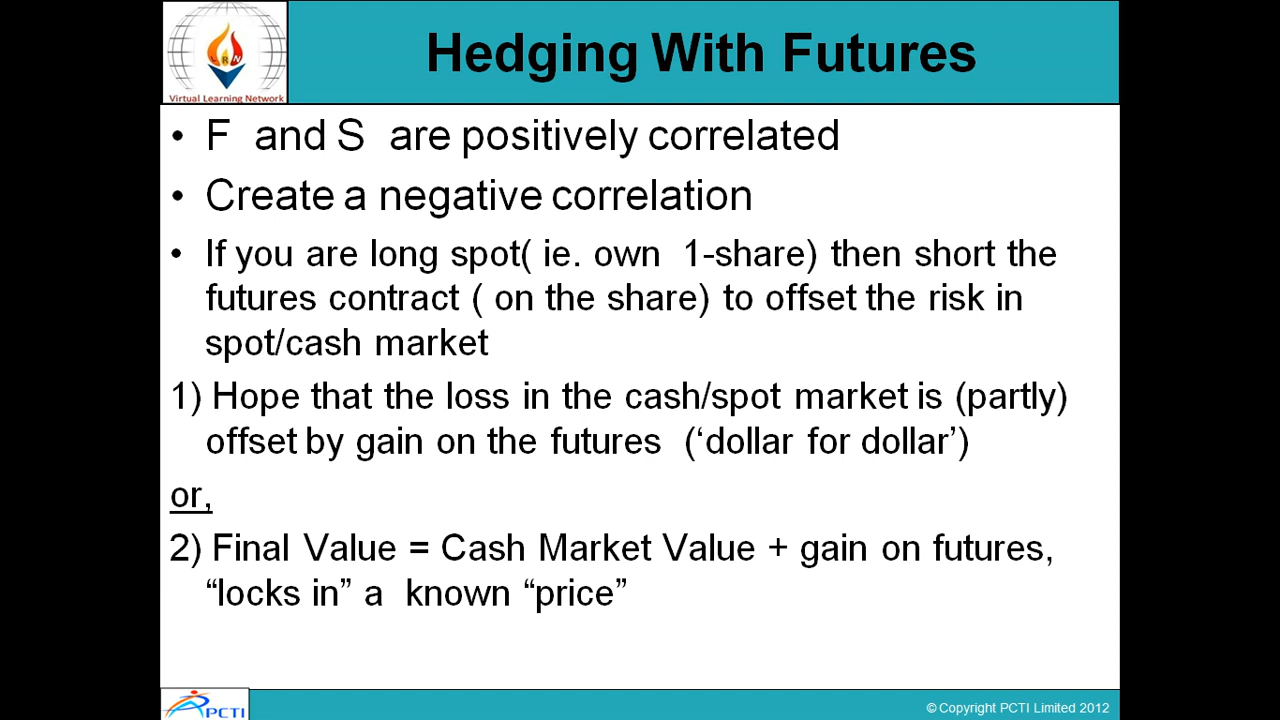 Hedging With Futures
LRN
Virtual Learning Network
• F and S are positively correlated
• Create a negative correlation
• If you are long spot( ie. own 1-share) then short the
futures contract ( on the share) to offset the risk in
spot/cash market
1) Hope that the loss in the cash/spot market is (partly)
offset by gain on the futures (‘dollar for dollar’)
or,
2) Final Value = Cash Market Value + gain on futures,
“locks in” a known “price”
PCTI
© Copyright PCTI Limited 2012